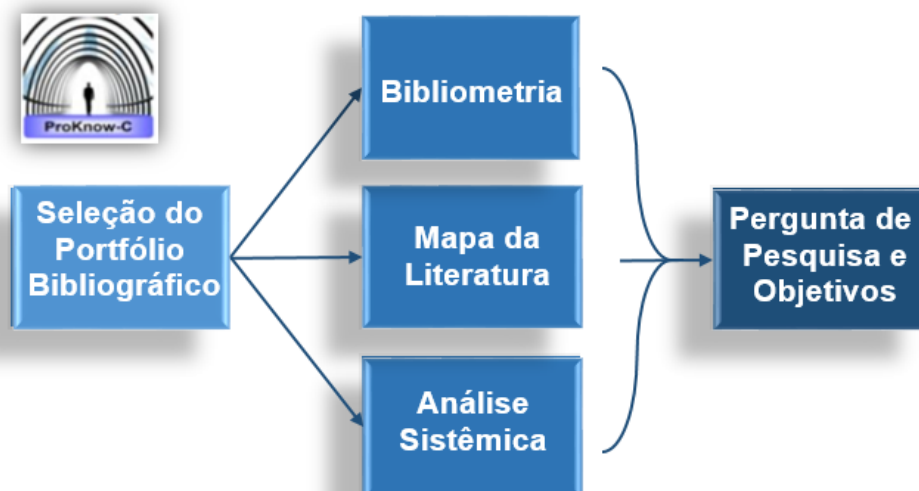 ProKnow-C
Seleção do
Portfólio
Bibliográfico
Bibliometria
Mapa da
Literatura
Análise
Sistêmica
Pergunta de
Pesquisa e
Objetivos